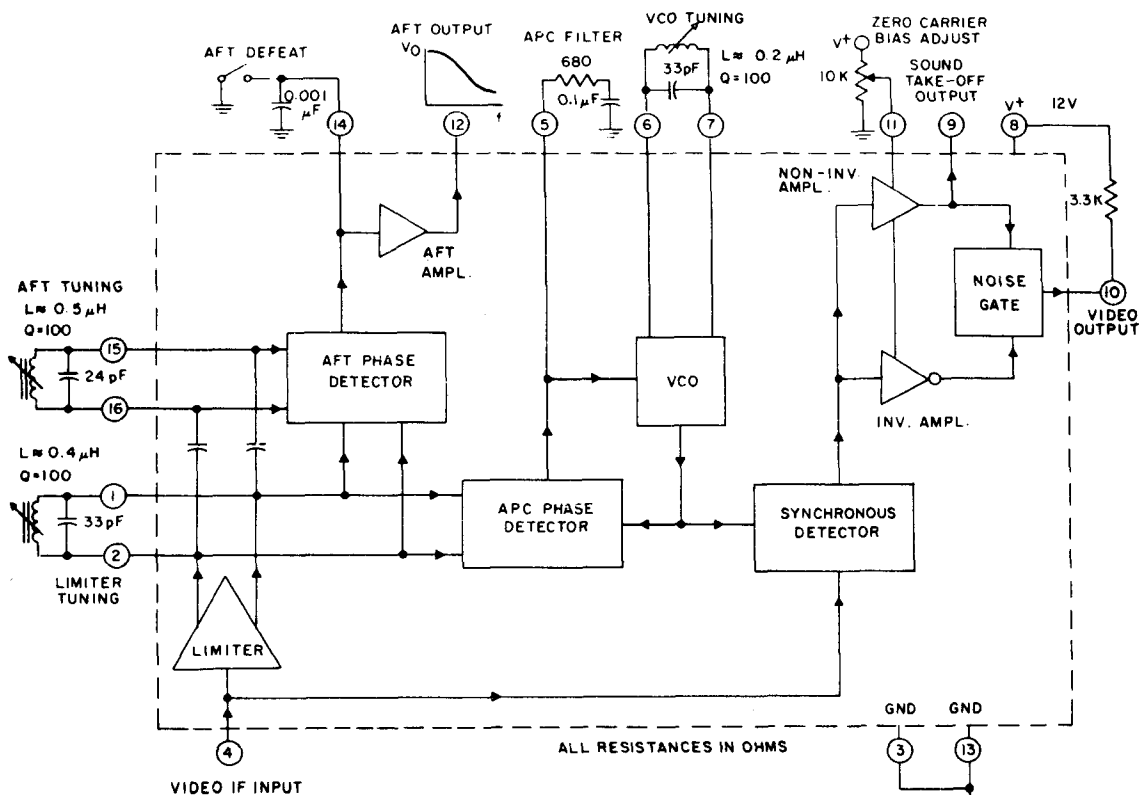 AFT DEFEAT
0.001
μF
14
AFT OUTPUT
VO
f
12
APC FILTER
680
0.1μF
5
VCO TUNING
33pF
L≈0.2μH
Q=100
6
7
ZERO CARRIER
BIAS ADJUST
V+
10K
11
SOUND
TAKE-OFF
OUTPUT
9
V+
12V
8
3.3K
NON-INV.
AMPL.
AFT
AMPL.
NOISE
GATE
10
VIDEO
OUTPUT
AFT TUNING
L≈0.5μH
Q=100
15
24pF
16
AFT PHASE
DETECTOR
VCO
INV. AMPL.
L≈0.4μH
Q=100
1
33pF
2
LIMITER
TUNING
APC PHASE
DETECTOR
SYNCHRONOUS
DETECTOR
LIMITER
4
VIDEO IF INPUT
ALL RESISTANCES IN OHMS
GND
GND
3
13